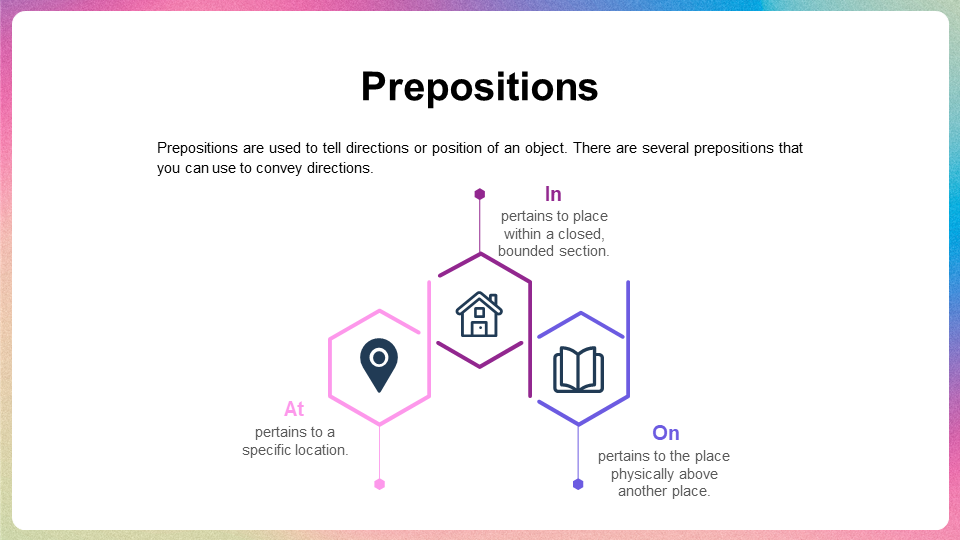 Prepositions
Prepositions are used to tell directions or position of an object. There are several prepositions that
you can use to convey directions.
In
pertains to place
within a closed,
bounded section.
At
pertains to a
specific location.
On
pertains to the place
physically above
another place.